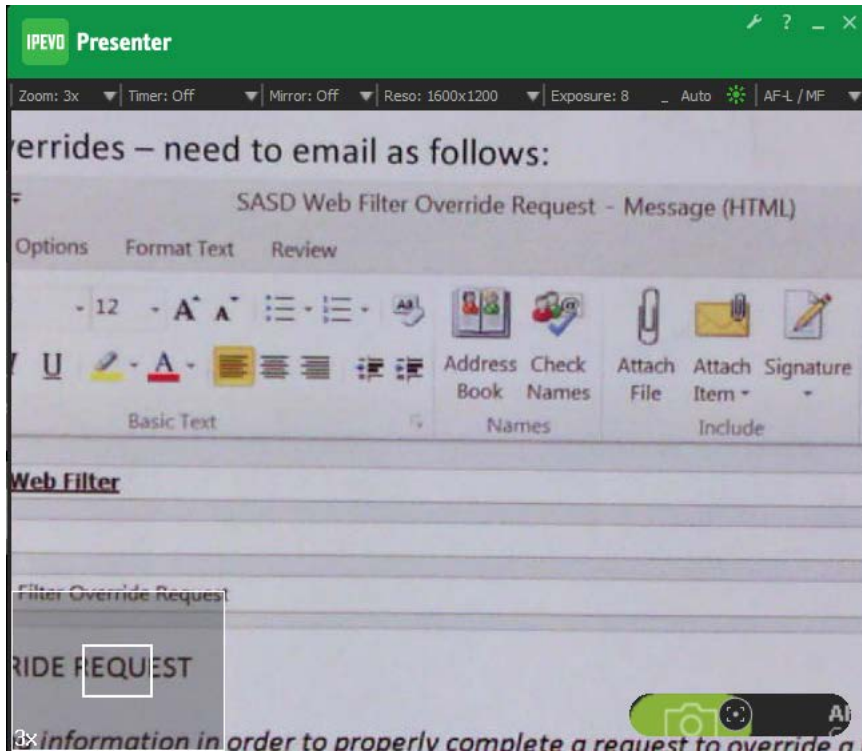 IPEVO Presenter
? _ ×
Zoom: 3x Timer: Off Mirror: Off Reso: 1600x1200 Exposure: 8 _ Auto AF-L / MF
errides – need to email as follows:
SASD Web Filter Override Request - Message (HTML)
Options Format Text Review
12 A A
U A Address Check Attach Attach Signature
Book Names File Item
Basic Text Names Include
Web Filter
Filter Override Request
RIDE REQUEST
3x information in order to properly complete a request to override a